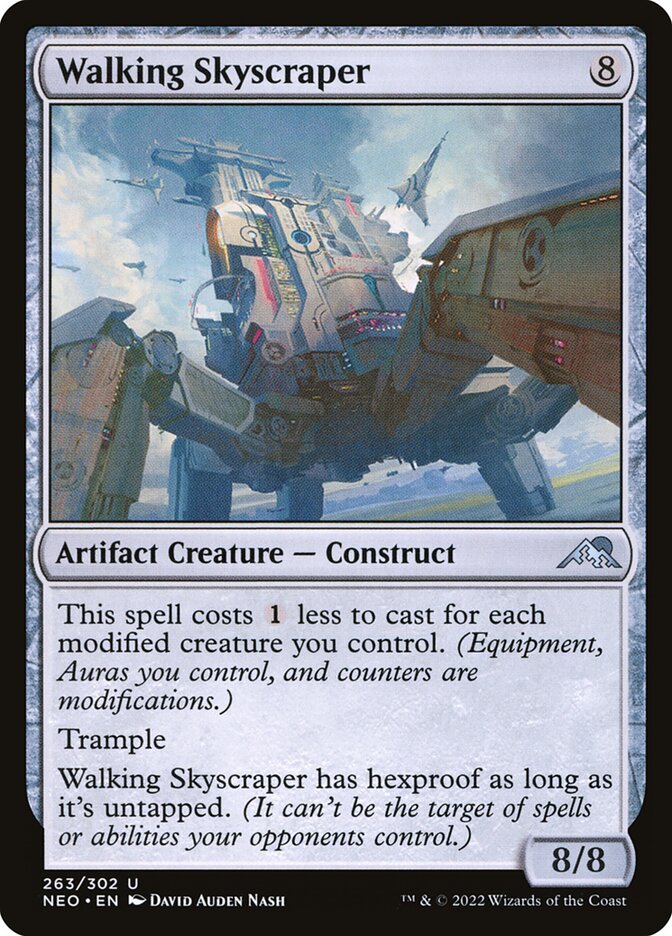 Walking Skyscraper 8
Artifact Creature — Construct
This spell costs 1 less to cast for each
modified creature you control. (Equipment,
Auras you control, and counters are
modifications.)
Trample
Walking Skyscraper has hexproof as long as
it's untapped. (It can't be the target of spells
or abilities your opponents control.)
8/8
263/302 U
NEO • EN David Auden Nash ™ & © 2022 Wizards of the Coast